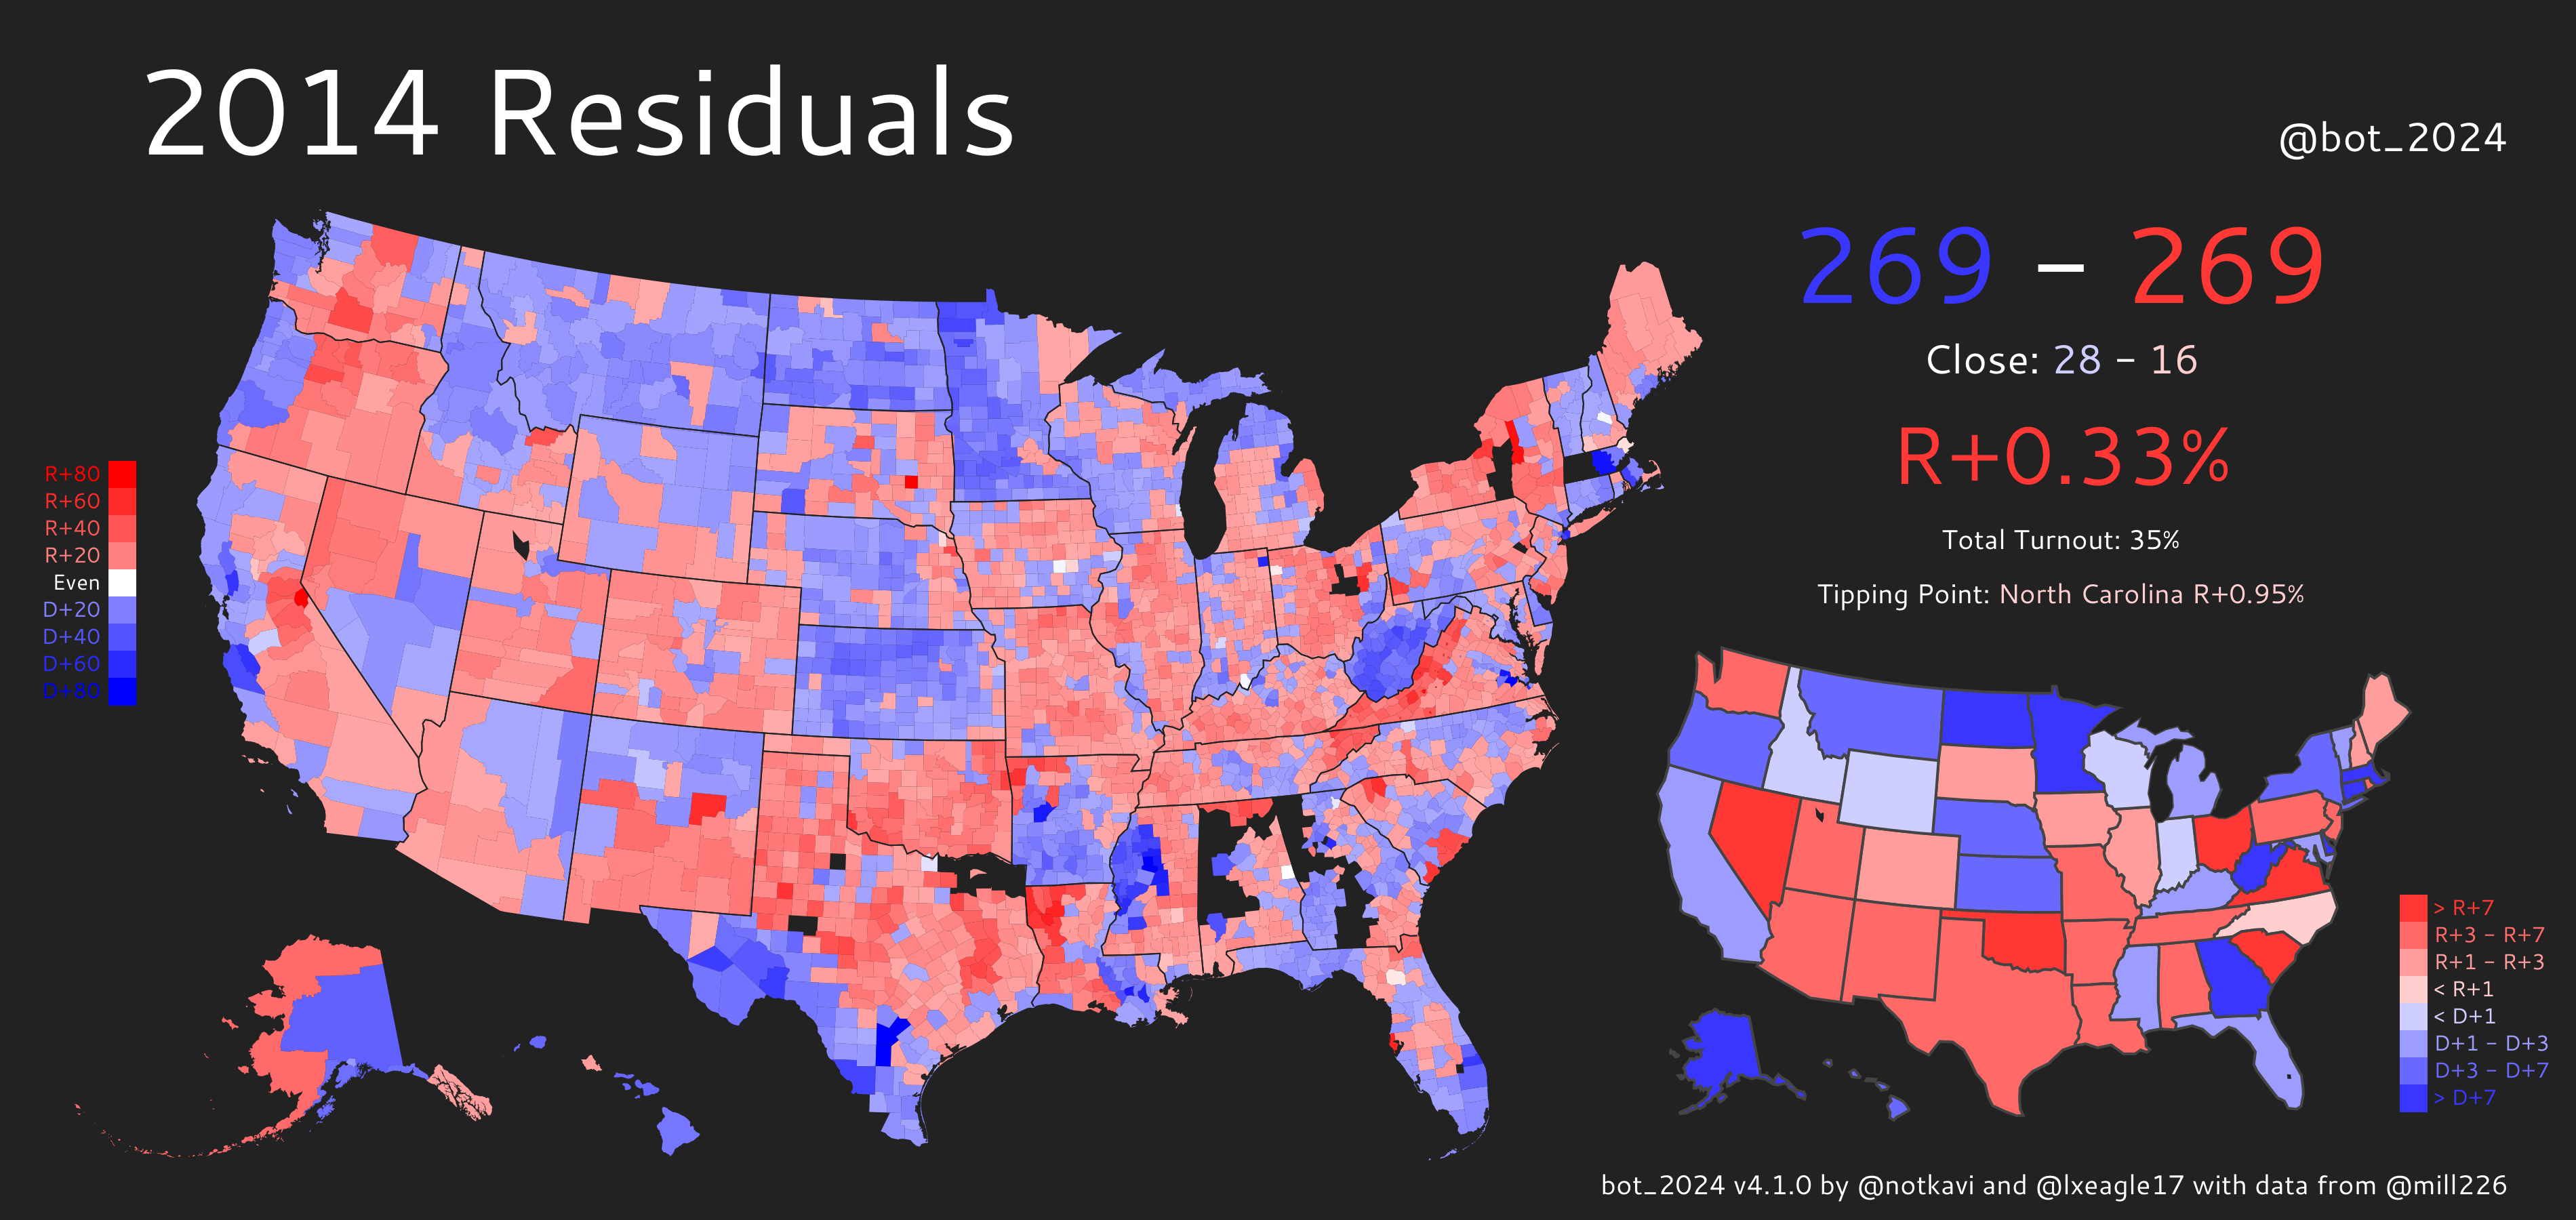 2014 Residuals
@bot_2024
269 – 269
Close: 28 – 16
R+0.33%
Total Turnout: 35%
Tipping Point: North Carolina R+0.95%
R+80
R+60
R+40
R+20
Even
D+20
D+40
D+60
D+80
> R+7
R+3 – R+7
R+1 – R+3
< R+1
< D+1
D+1 – D+3
D+3 – D+7
> D+7
bot_2024 v4.1.0 by @notkavi and @lxeagle17 with data from @mill226